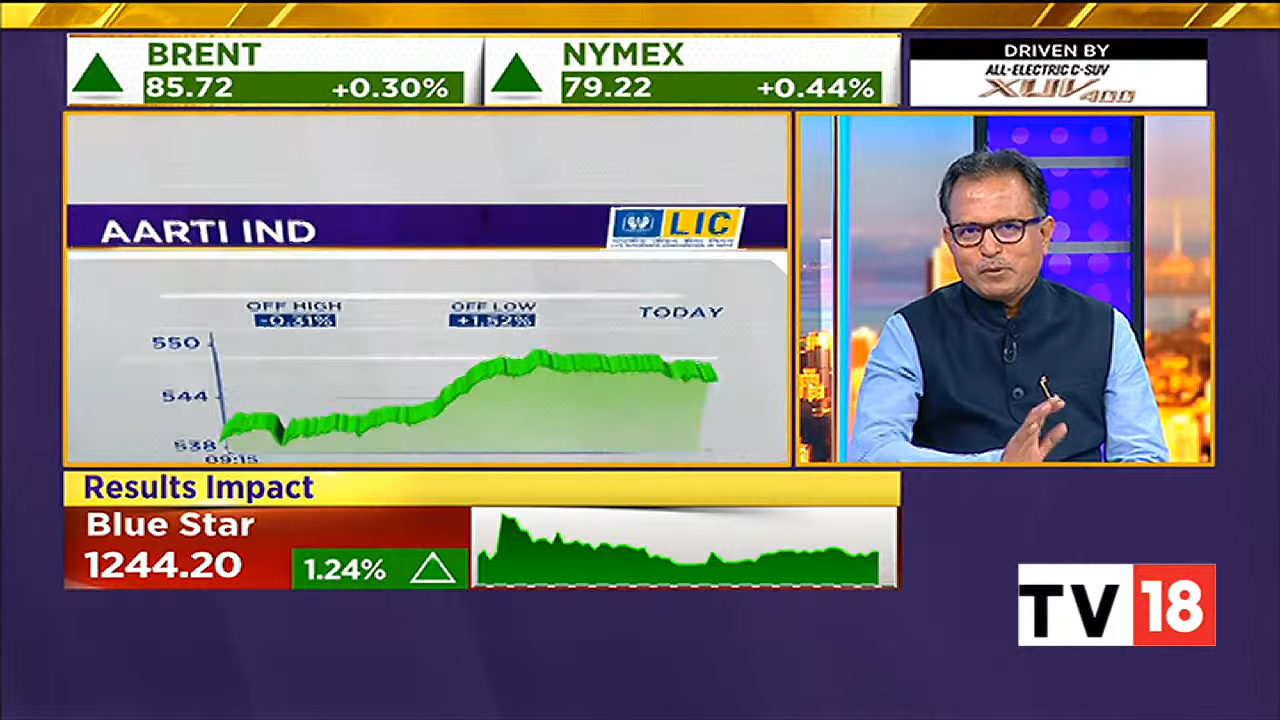 BRENT
85.72 +0.30%
NYMEX
79.22 +0.44%
DRIVEN BY
ALL-ELECTRIC C-SUV
XUV400
AARTI IND
LIC
OFF HIGH
-0.31%
OFF LOW
+1.52%
TODAY
550
544
538
09:15
Results Impact
Blue Star
1244.20 1.24%
TV18